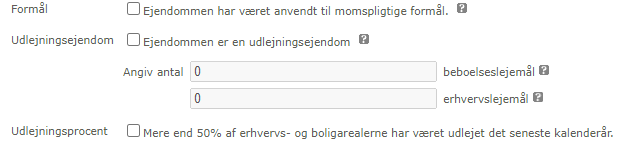 Formål Ejendommen har været anvendt til momspligtige formål. ?
Udlejningsejendom Ejendommen er en udlejningsejendom ?
Angiv antal 0 beboelseslejemål ?
0 erhvervslejemål ?
Udlejningsprocent Mere end 50% af erhvervs- og boligarealerne har været udlejet det seneste kalenderår.